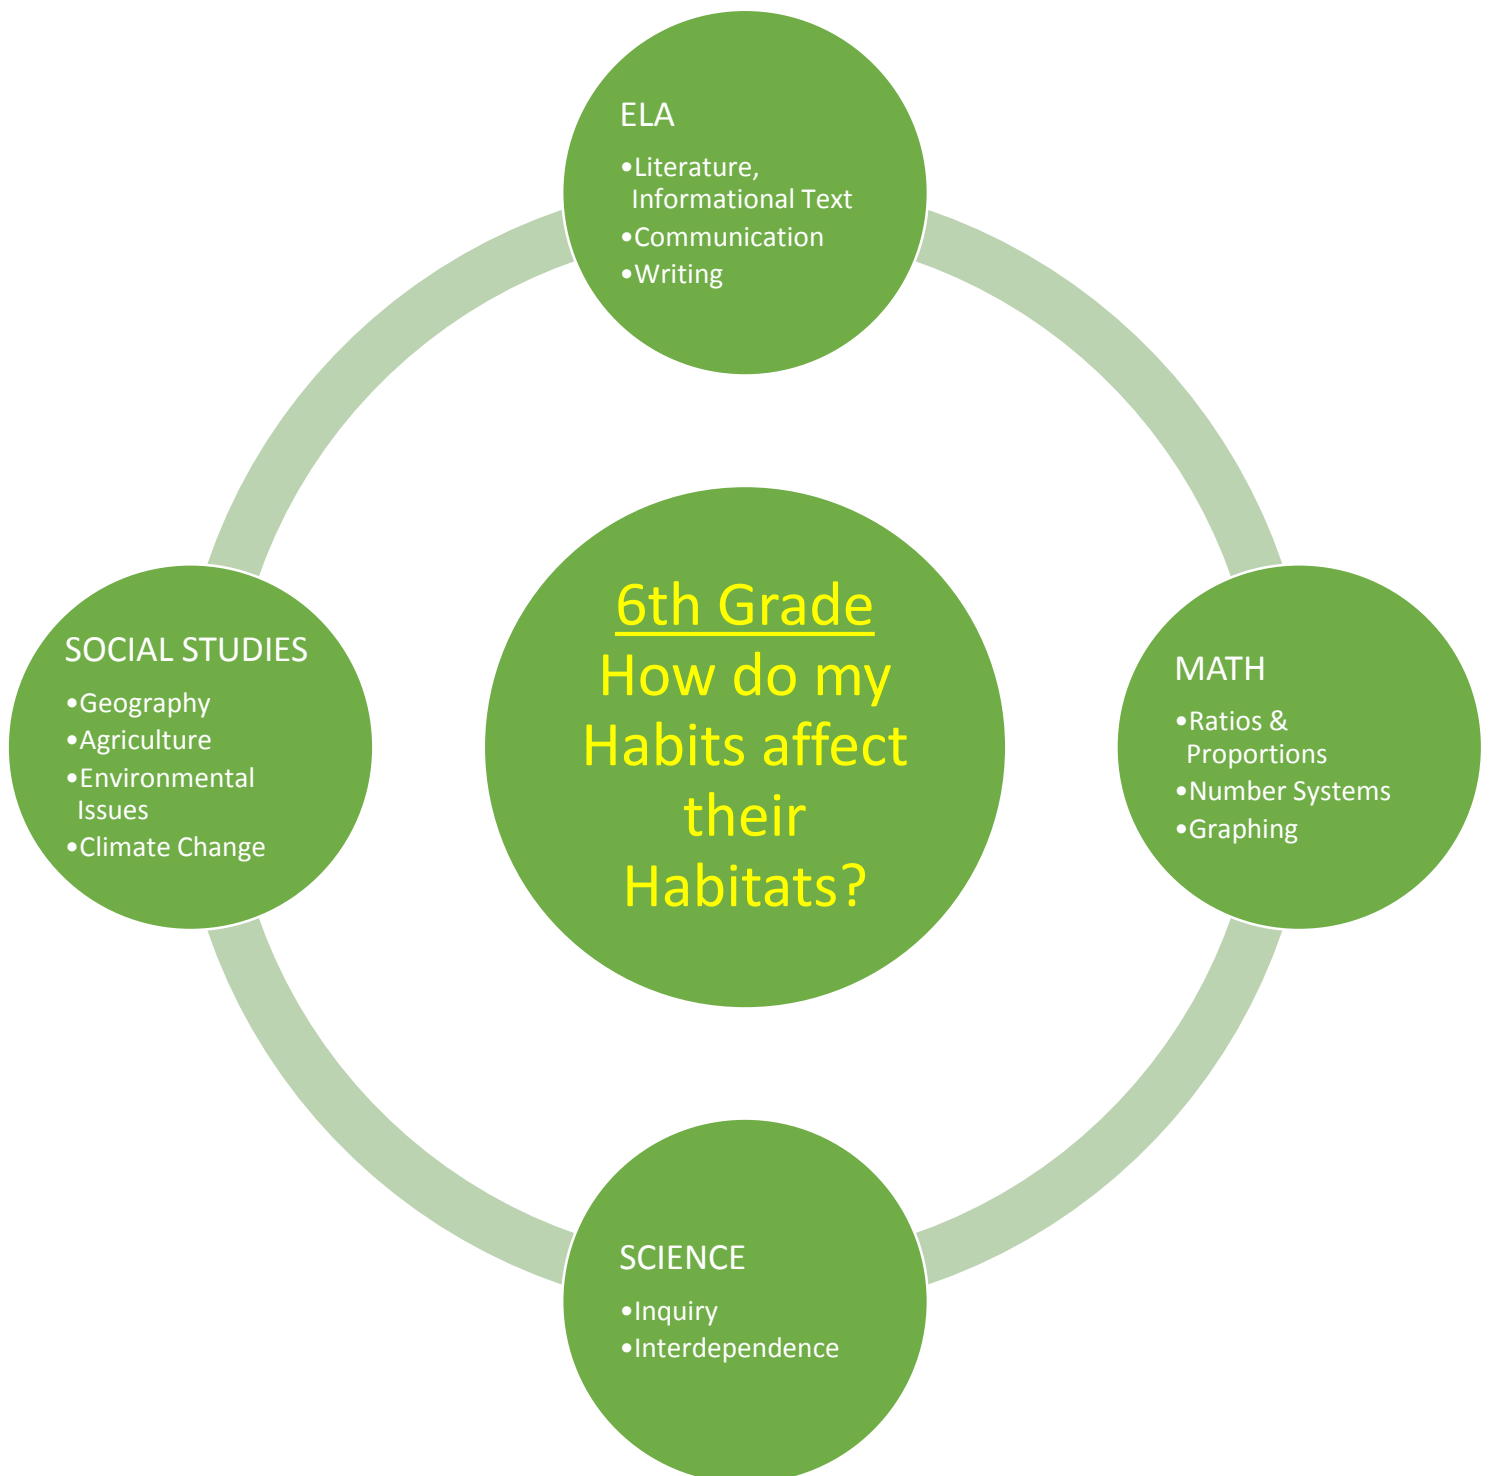 ELA
•Literature,
Informational Text
•Communication
•Writing
SOCIAL STUDIES
•Geography
•Agriculture
•Environmental
Issues
•Climate Change
6th Grade
How do my
Habits affect
their
Habitats?
MATH
•Ratios &
Proportions
•Number Systems
•Graphing
SCIENCE
•Inquiry
•Interdependence